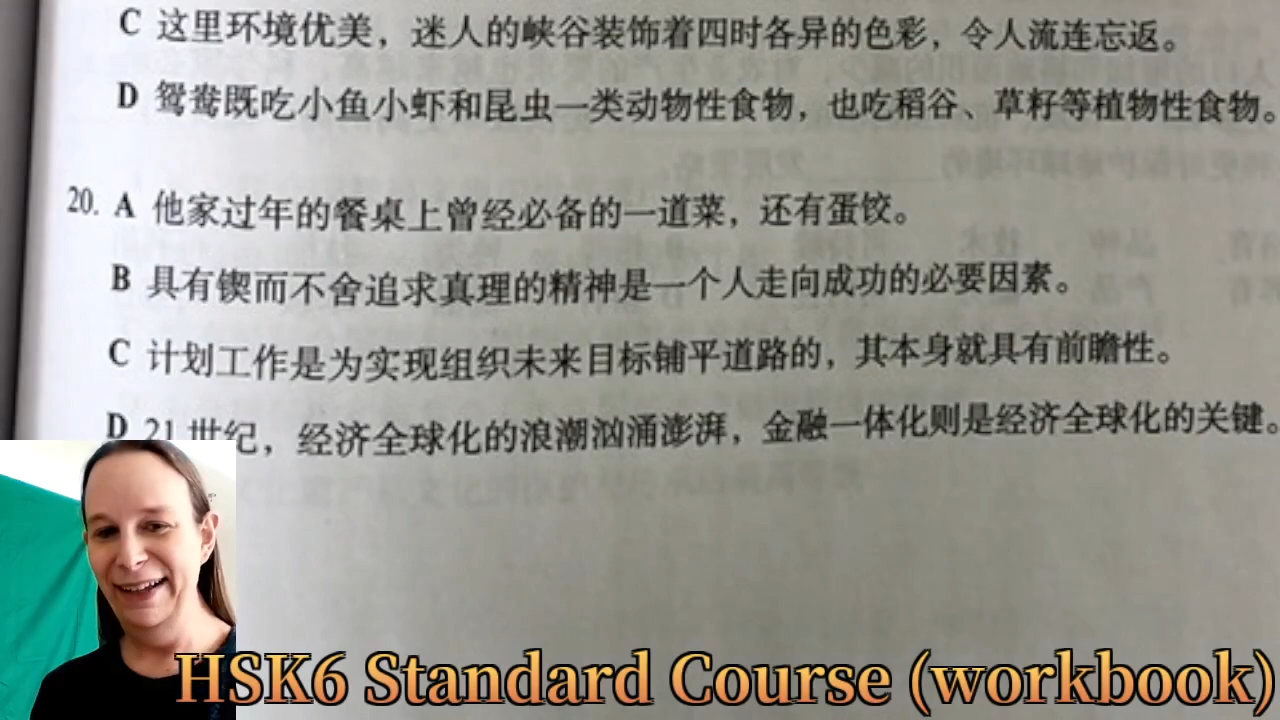 C 这里环境优美，迷人的峡谷装饰着四时各异的色彩，令人流连忘返。
D 鸳鸯既吃小鱼小虾和昆虫一类动物性食物，也吃稻谷、草籽等植物性食物。
20. A 他家过年的餐桌上曾经必备的一道菜，还有蛋饺。
B 具有锲而不舍追求真理的精神是一个人走向成功的必要因素。
C 计划工作是为实现组织未来目标铺平道路的，其本身就具有前瞻性。
D 21 世纪，经济全球化的浪潮汹涌澎湃，金融一体化则是经济全球化的关键。
HSK6 Standard Course (workbook)